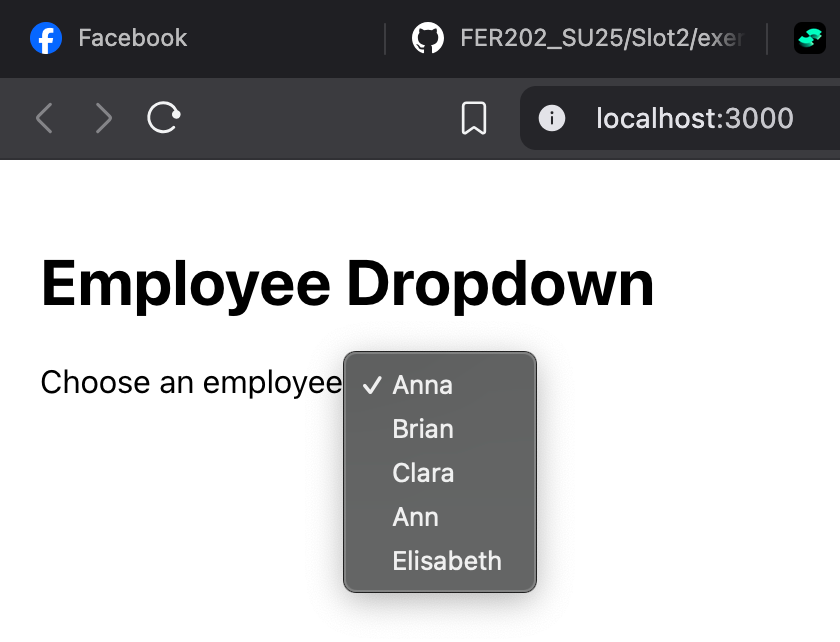 Facebook
FER202_SU25/Slot2/exer
localhost:3000
Employee Dropdown
Choose an employee
✓ Anna
Brian
Clara
Ann
Elisabeth